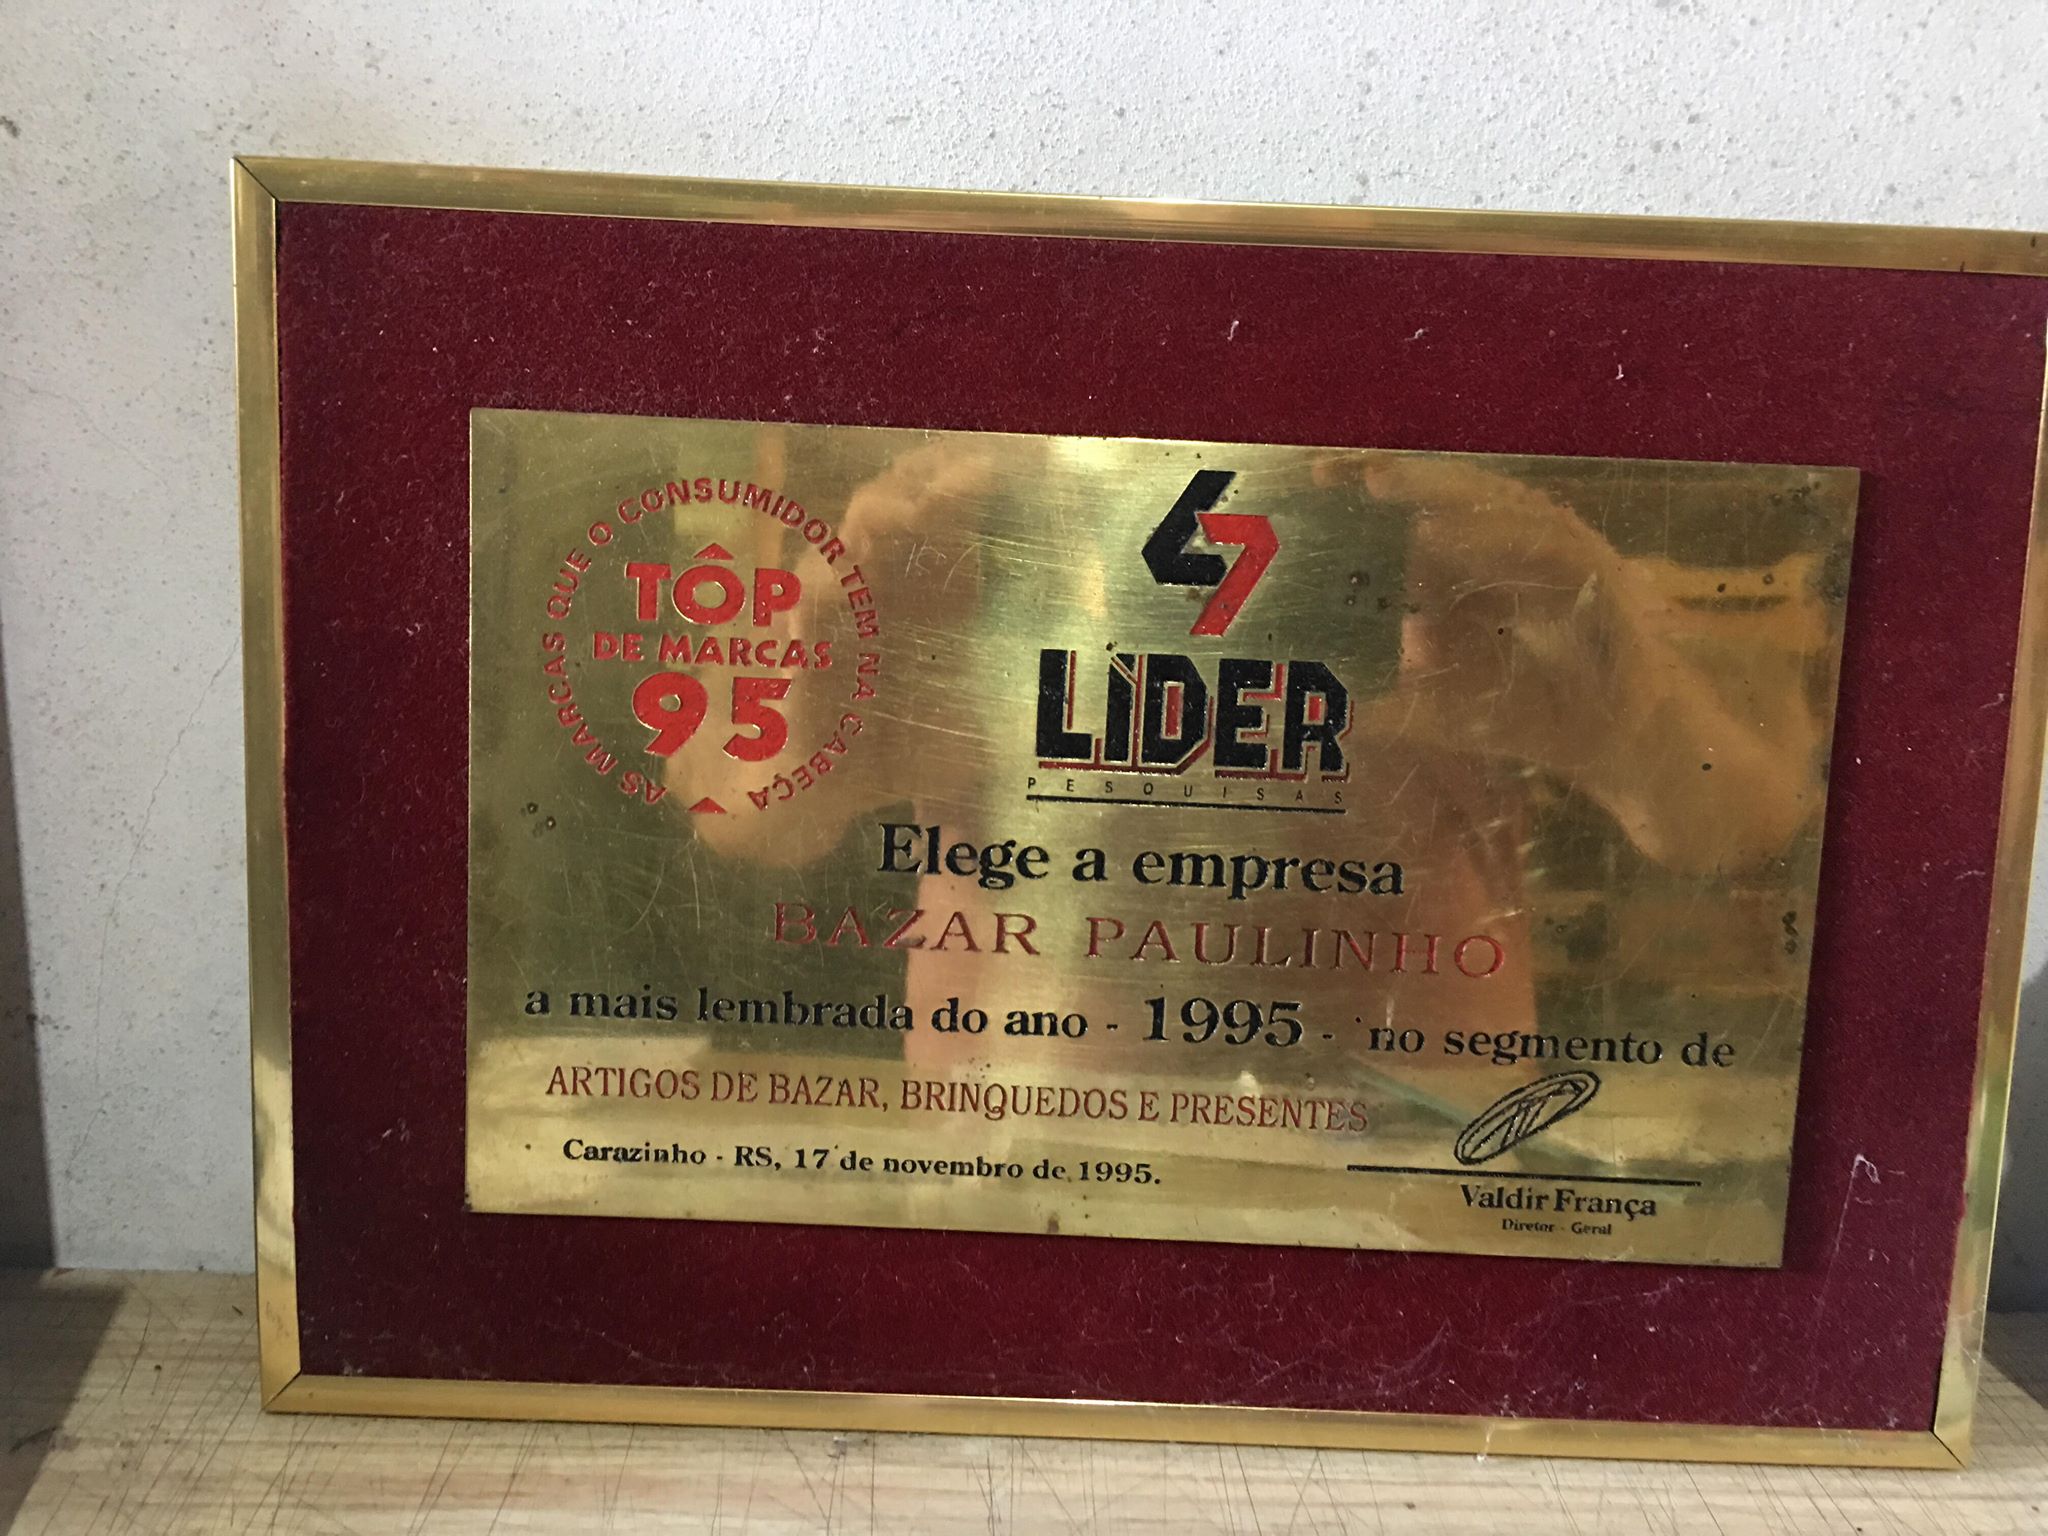 AS MARCAS QUE O CONSUMIDOR TEM NA CABEÇA
TÔP
DE MARCAS
95
LÍDER
PESQUISAS
Elege a empresa
BAZAR PAULINHO
a mais lembrada do ano - 1995 - no segmento de
ARTIGOS DE BAZAR, BRINQUEDOS E PRESENTES
Carazinho - RS, 17 de novembro de 1995.
Valdir França
Diretor - Geral